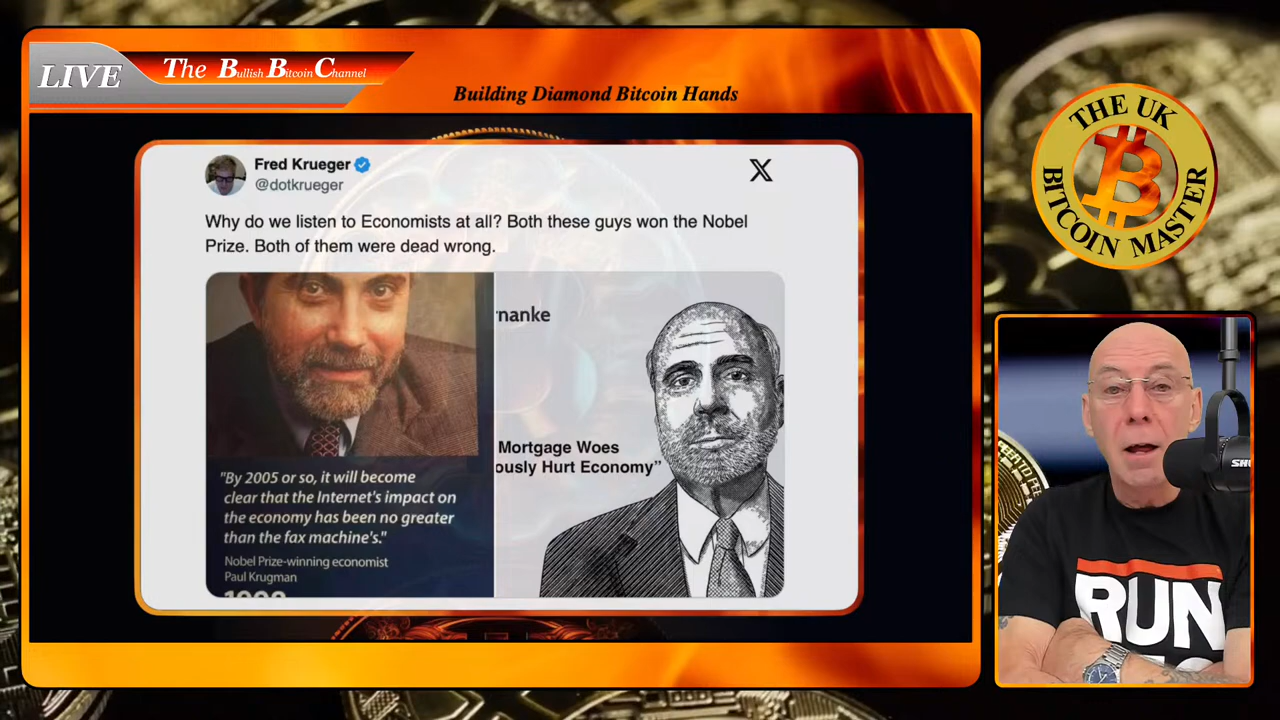 LIVE
The Bullish Bitcoin Channel
Building Diamond Bitcoin Hands
Fred Krueger
@dotkrueger
X
Why do we listen to Economists at all? Both these guys won the Nobel
Prize. Both of them were dead wrong.
rnanke
Mortgage Woes
ously Hurt Economy”
"By 2005 or so, it will become
clear that the Internet's impact on
the economy has been no greater
than the fax machine's."
Nobel Prize-winning economist
Paul Krugman
THE UK
BITCOIN MASTER
SH
RUN